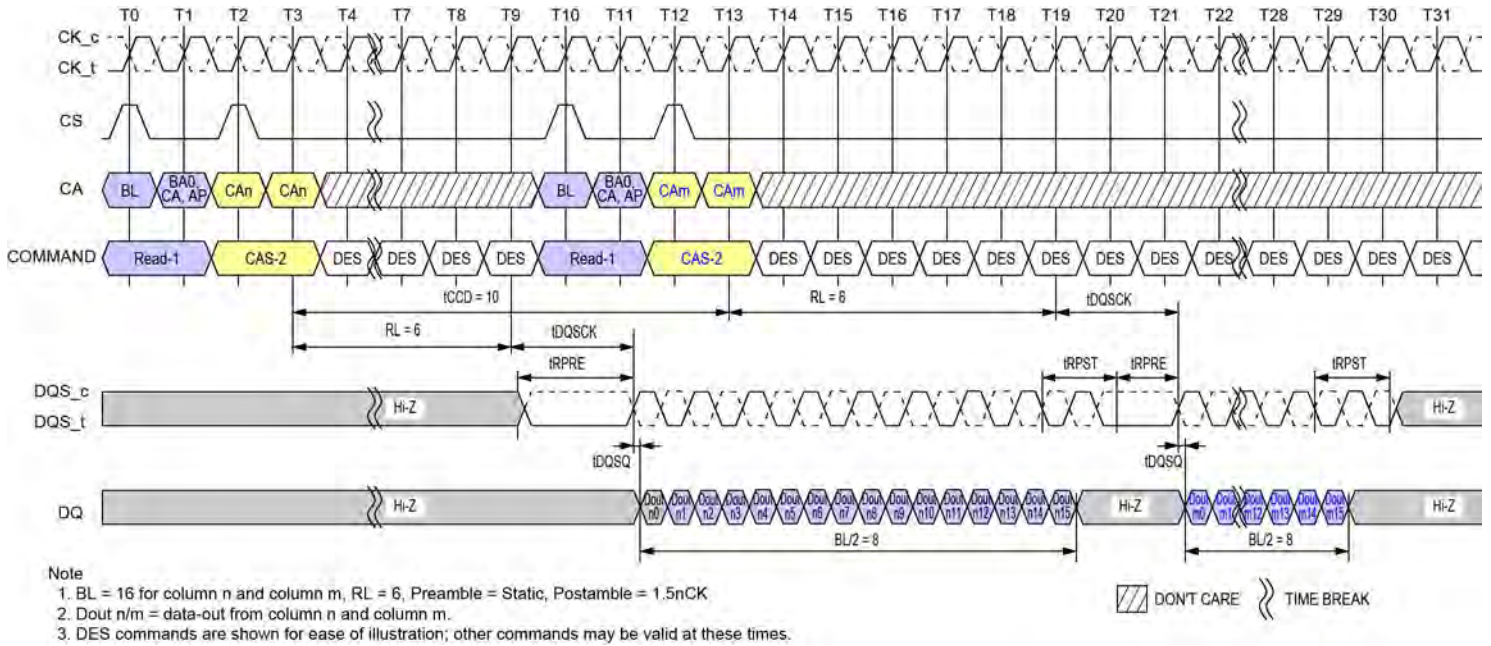 T0 T1 T2 T3 T4 T7 T8 T9 T10 T11 T12 T13 T14 T15 T16 T17 T18 T19 T20 T21 T22 T28 T29 T30 T31
CK_c
CK_t
CS
CA BL BA0, CA, AP CAn CAn BL BA0, CA, AP CAm CAm
COMMAND Read-1 CAS-2 DES DES DES DES Read-1 CAS-2 DES DES DES DES DES DES DES DES DES DES DES DES DES
tCCD = 10 RL = 6 tDQSCK
RL = 6 tDQSCK
tRPRE tRPST tRPRE tRPST
DQS_c
DQS_t
Hi-Z Hi-Z
tDQSQ tDQSQ
DQ Hi-Z Dout n0 Dout n1 Dout n2 Dout n3 Dout n4 Dout n5 Dout n6 Dout n7 Dout n8 Dout n9 Dout n10 Dout n11 Dout n12 Dout n13 Dout n14 Dout n15 Hi-Z Dout m0 Dout m1 Dout m12 Dout m13 Dout m14 Dout m15 Hi-Z
BL/2 = 8 BL/2 = 8
Note
1. BL = 16 for column n and column m, RL = 6, Preamble = Static, Postamble = 1.5nCK
2. Dout n/m = data-out from column n and column m.
3. DES commands are shown for ease of illustration; other commands may be valid at these times.
DON'T CARE TIME BREAK